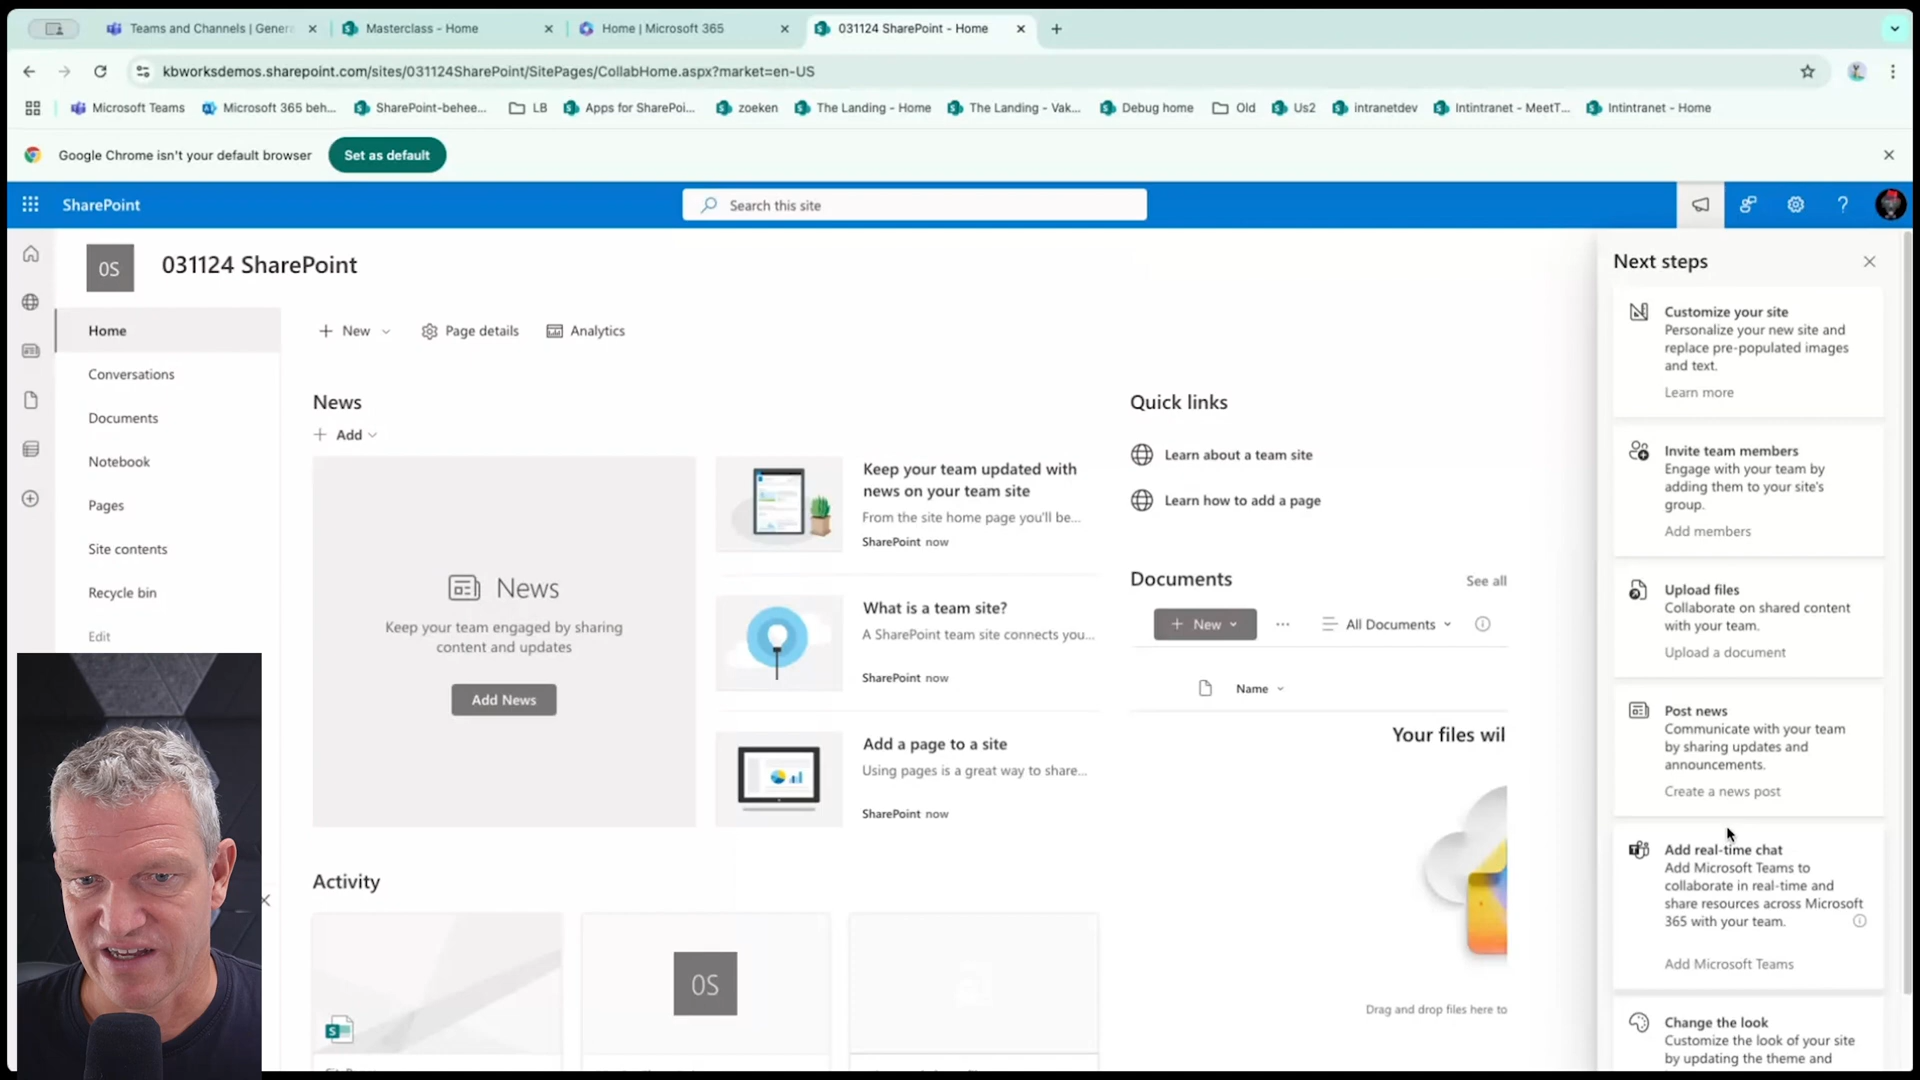 Teams and Channels | Genera
Masterclass - Home
Home | Microsoft 365
031124 SharePoint - Home
kbworksdemos.sharepoint.com/sites/031124SharePoint/SitePages/CollabHome.aspx?market=en-US
Microsoft Teams
Microsoft 365 beh...
SharePoint-behee...
LB
Apps for SharePoi...
zoeken
The Landing - Home
The Landing - Vak...
Debug home
Old
Us2
intranetdev
Intintranet - MeetT...
Intintranet - Home
Google Chrome isn't your default browser
Set as default
SharePoint
Search this site
OS
031124 SharePoint
Home
Conversations
Documents
Notebook
Pages
Site contents
Recycle bin
Edit
New
Page details
Analytics
News
Add
News
Keep your team engaged by sharing
content and updates
Add News
Keep your team updated with
news on your team site
From the site home page you'll be...
SharePoint now
What is a team site?
A SharePoint team site connects you...
SharePoint now
Add a page to a site
Using pages is a great way to share...
SharePoint now
Quick links
Learn about a team site
Learn how to add a page
Documents
See all
New
All Documents
Name
Your files wil
Drag and drop files here to
Activity
OS
Next steps
Customize your site
Personalize your new site and
replace pre-populated images
and text.
Learn more
Invite team members
Engage with your team by
adding them to your site's
group.
Add members
Upload files
Collaborate on shared content
with your team.
Upload a document
Post news
Communicate with your team
by sharing updates and
announcements.
Create a news post
Add real-time chat
Add Microsoft Teams to
collaborate in real-time and
share resources across Microsoft
365 with your team.
Add Microsoft Teams
Change the look
Customize the look of your site
by updating the theme and